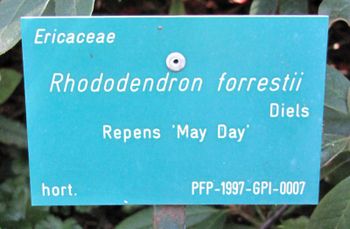 Ericaceae
Rhododendron forrestii
Diels
Repens 'May Day'
hort. PFP-1997-GPI-0007